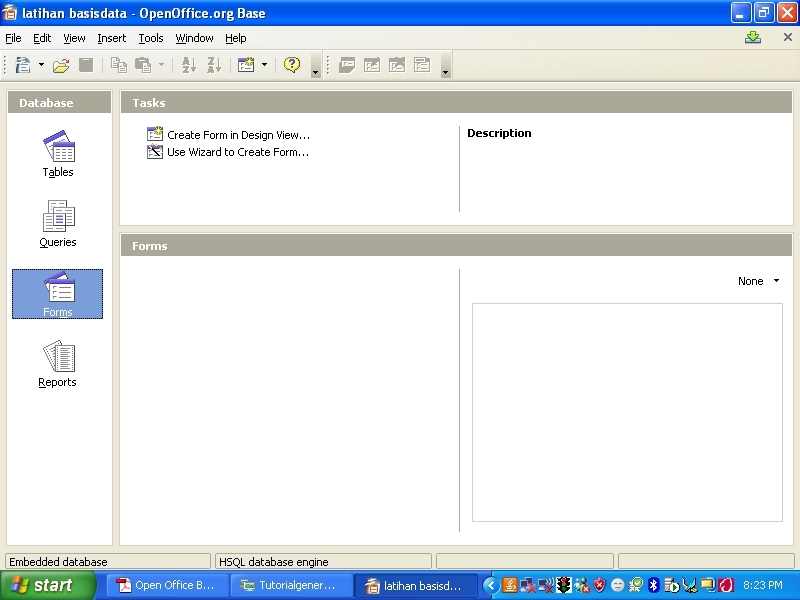 latihan basisdata - OpenOffice.org Base
File Edit View Insert Tools Window Help
Database
Tables
Queries
Forms
Reports
Tasks
Create Form in Design View...
Use Wizard to Create Form...
Description
Forms
None
Embedded database
HSQL database engine
start
Open Office B...
Tutorialgener...
latihan basisd...
8:23 PM